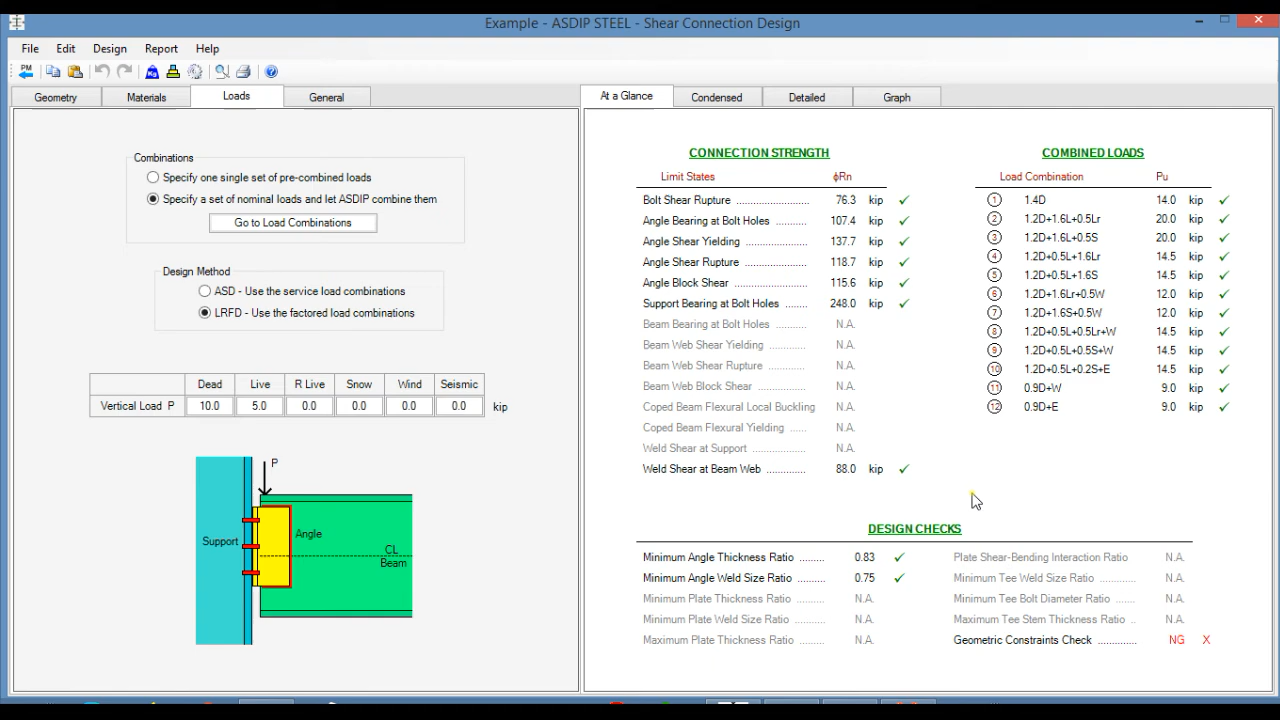 Example - ASDIP STEEL - Shear Connection Design
File Edit Design Report Help
PM
Geometry Materials Loads General
Combinations
Specify one single set of pre-combined loads
Specify a set of nominal loads and let ASDIP combine them
Go to Load Combinations
Design Method
ASD - Use the service load combinations
LRFD - Use the factored load combinations
Dead Live R Live Snow Wind Seismic
Vertical Load P 10.0 5.0 0.0 0.0 0.0 0.0 kip
P
Support
Angle
CL
Beam
At a Glance Condensed Detailed Graph
CONNECTION STRENGTH
Limit States ϕRn
Bolt Shear Rupture ........................ 76.3 kip ✓
Angle Bearing at Bolt Holes .......... 107.4 kip ✓
Angle Shear Yielding ..................... 137.7 kip ✓
Angle Shear Rupture ..................... 118.7 kip ✓
Angle Block Shear ......................... 115.6 kip ✓
Support Bearing at Bolt Holes ....... 248.0 kip ✓
Beam Bearing at Bolt Holes .......... N.A.
Beam Web Shear Yielding ............ N.A.
Beam Web Shear Rupture ............ N.A.
Beam Web Block Shear ................ N.A.
Coped Beam Flexural Local Buckling N.A.
Coped Beam Flexural Yielding ...... N.A.
Weld Shear at Support .................. N.A.
Weld Shear at Beam Web ............. 88.0 kip ✓
COMBINED LOADS
Load Combination Pu
1 1.4D 14.0 kip ✓
2 1.2D+1.6L+0.5Lr 20.0 kip ✓
3 1.2D+1.6L+0.5S 20.0 kip ✓
4 1.2D+0.5L+1.6Lr 14.5 kip ✓
5 1.2D+0.5L+1.6S 14.5 kip ✓
6 1.2D+1.6Lr+0.5W 12.0 kip ✓
7 1.2D+1.6S+0.5W 12.0 kip ✓
8 1.2D+0.5L+0.5Lr+W 14.5 kip ✓
9 1.2D+0.5L+0.5S+W 14.5 kip ✓
10 1.2D+0.5L+0.2S+E 14.5 kip ✓
11 0.9D+W 9.0 kip ✓
12 0.9D+E 9.0 kip ✓
DESIGN CHECKS
Minimum Angle Thickness Ratio ........ 0.83 ✓
Minimum Angle Weld Size Ratio ......... 0.75 ✓
Minimum Plate Thickness Ratio ......... N.A.
Minimum Plate Weld Size Ratio ......... N.A.
Maximum Plate Thickness Ratio ........ N.A.
Plate Shear-Bending Interaction Ratio N.A.
Minimum Tee Weld Size Ratio ............ N.A.
Minimum Tee Bolt Diameter Ratio ...... N.A.
Maximum Tee Stem Thickness Ratio .. N.A.
Geometric Constraints Check ............. NG X